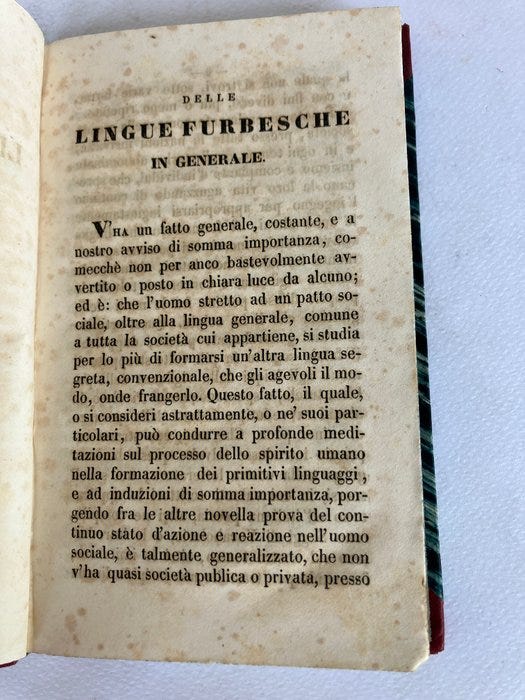 DELLE
LINGUE FURBESCHE
IN GENERALE.
V'HA un fatto generale, costante, e a
nostro avviso di somma importanza, co-
mecchè non per anco bastevolmente av-
vertito o posto in chiara luce da alcuno;
ed è: che l'uomo stretto ad un patto so-
ciale, oltre alla lingua generale, comune
a tutta la società cui appartiene, si studia
per lo più di formarsi un'altra lingua se-
greta, convenzionale, che gli agevoli il mo-
do, onde frangerlo. Questo fatto, il quale,
o si consideri astrattamente, o ne' suoi par-
ticolari, può condurre a profonde medi-
tazioni sul processo dello spirito umano
nella formazione dei primitivi linguaggi,
e ad induzioni di somma importanza, por-
gendo fra le altre novella prova del con-
tinuo stato d'azione e reazione nell'uomo
sociale, è talmente generalizzato, che non
v'ha quasi società publica o privata, presso